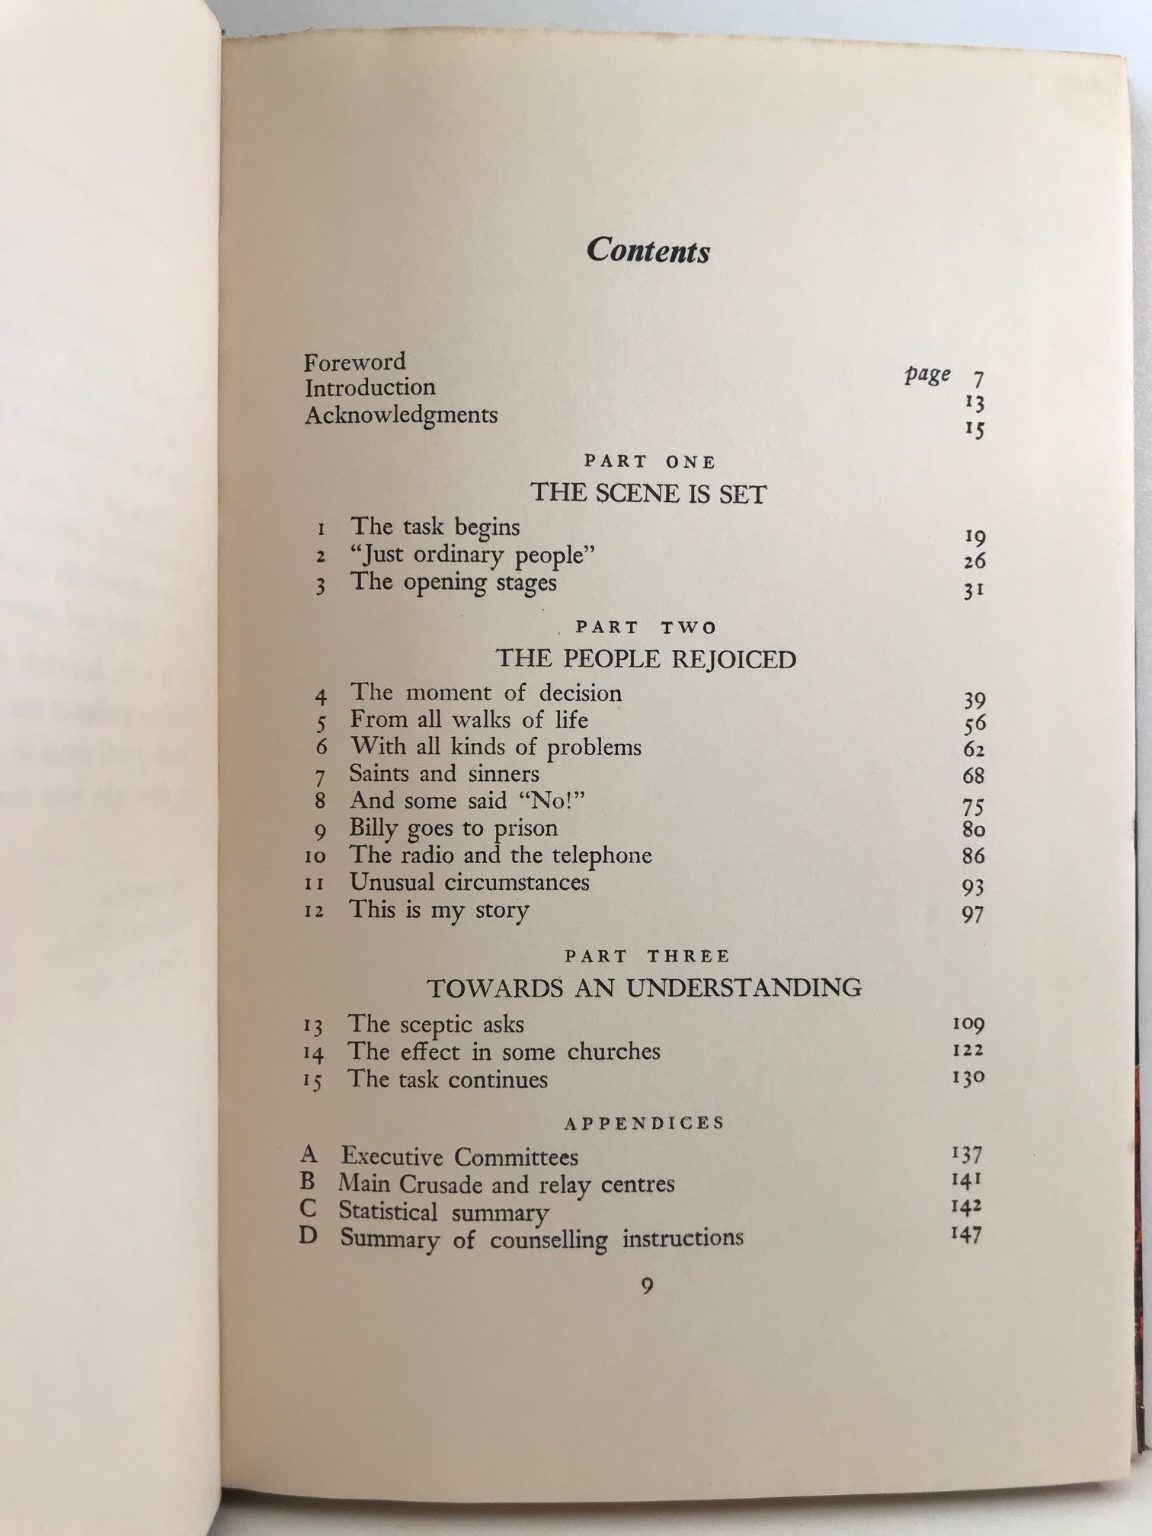 Contents
Foreword page 7
Introduction 13
Acknowledgments 15
PART ONE
THE SCENE IS SET
1 The task begins 19
2 “Just ordinary people” 26
3 The opening stages 31
PART TWO
THE PEOPLE REJOICED
4 The moment of decision 39
5 From all walks of life 56
6 With all kinds of problems 62
7 Saints and sinners 68
8 And some said “No!” 75
9 Billy goes to prison 80
10 The radio and the telephone 86
11 Unusual circumstances 93
12 This is my story 97
PART THREE
TOWARDS AN UNDERSTANDING
13 The sceptic asks 109
14 The effect in some churches 122
15 The task continues 130
APPENDICES
A Executive Committees 137
B Main Crusade and relay centres 141
C Statistical summary 142
D Summary of counselling instructions 147
9